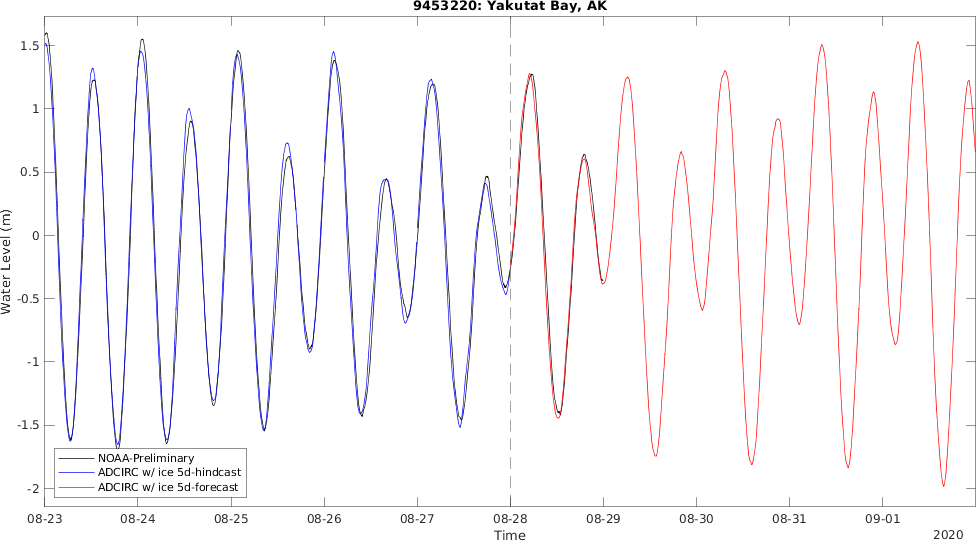 9453220: Yakutat Bay, AK
1.5
1
0.5
0
-0.5
-1
-1.5
-2
Water Level (m)
NOAA-Preliminary
ADCIRC w/ ice 5d-hindcast
ADCIRC w/ ice 5d-forecast
08-23 08-24 08-25 08-26 08-27 08-28 08-29 08-30 08-31 09-01
Time
2020